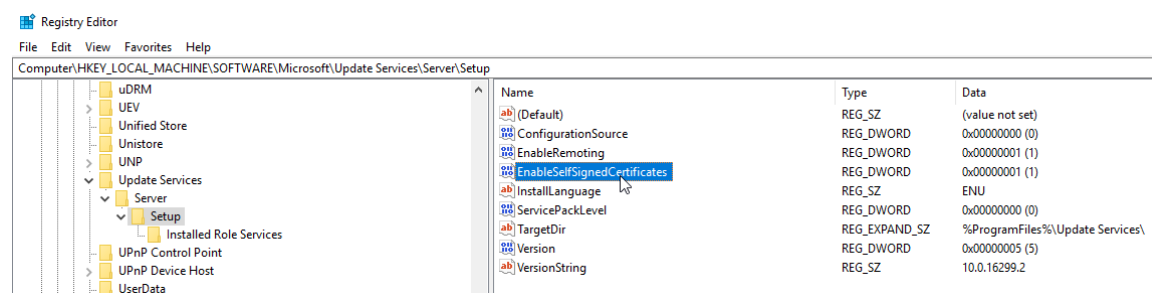 Registry Editor
File Edit View Favorites Help
Computer\HKEY_LOCAL_MACHINE\SOFTWARE\Microsoft\Update Services\Server\Setup
uDRM
UEV
Unified Store
Unistore
UNP
Update Services
Server
Setup
Installed Role Services
UPnP Control Point
UPnP Device Host
UserData
Name Type Data
(Default) REG_SZ (value not set)
ConfigurationSource REG_DWORD 0x00000000 (0)
EnableRemoting REG_DWORD 0x00000001 (1)
EnableSelfSignedCertificates REG_DWORD 0x00000001 (1)
InstallLanguage REG_SZ ENU
ServicePackLevel REG_DWORD 0x00000000 (0)
TargetDir REG_EXPAND_SZ %ProgramFiles%\Update Services\
Version REG_DWORD 0x00000005 (5)
VersionString REG_SZ 10.0.16299.2